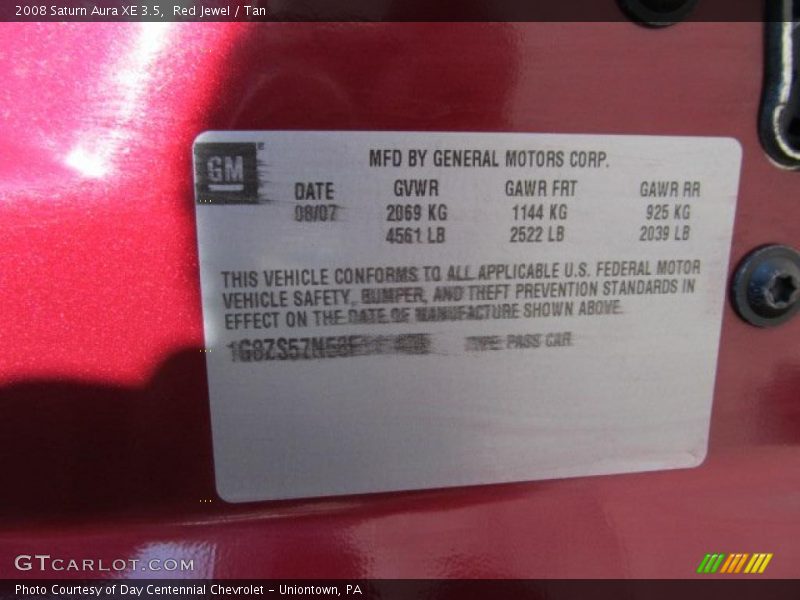 2008 Saturn Aura XE 3.5, Red Jewel / Tan
GM
MFD BY GENERAL MOTORS CORP.
DATE GVWR GAWR FRT GAWR RR
08/07 2069 KG 1144 KG 925 KG
4561 LB 2522 LB 2039 LB
THIS VEHICLE CONFORMS TO ALL APPLICABLE U.S. FEDERAL MOTOR
VEHICLE SAFETY, BUMPER, AND THEFT PREVENTION STANDARDS IN
EFFECT ON THE DATE OF MANUFACTURE SHOWN ABOVE.
TYPE: PASS CAR
GTCARLOT.COM
Photo Courtesy of Day Centennial Chevrolet - Uniontown, PA